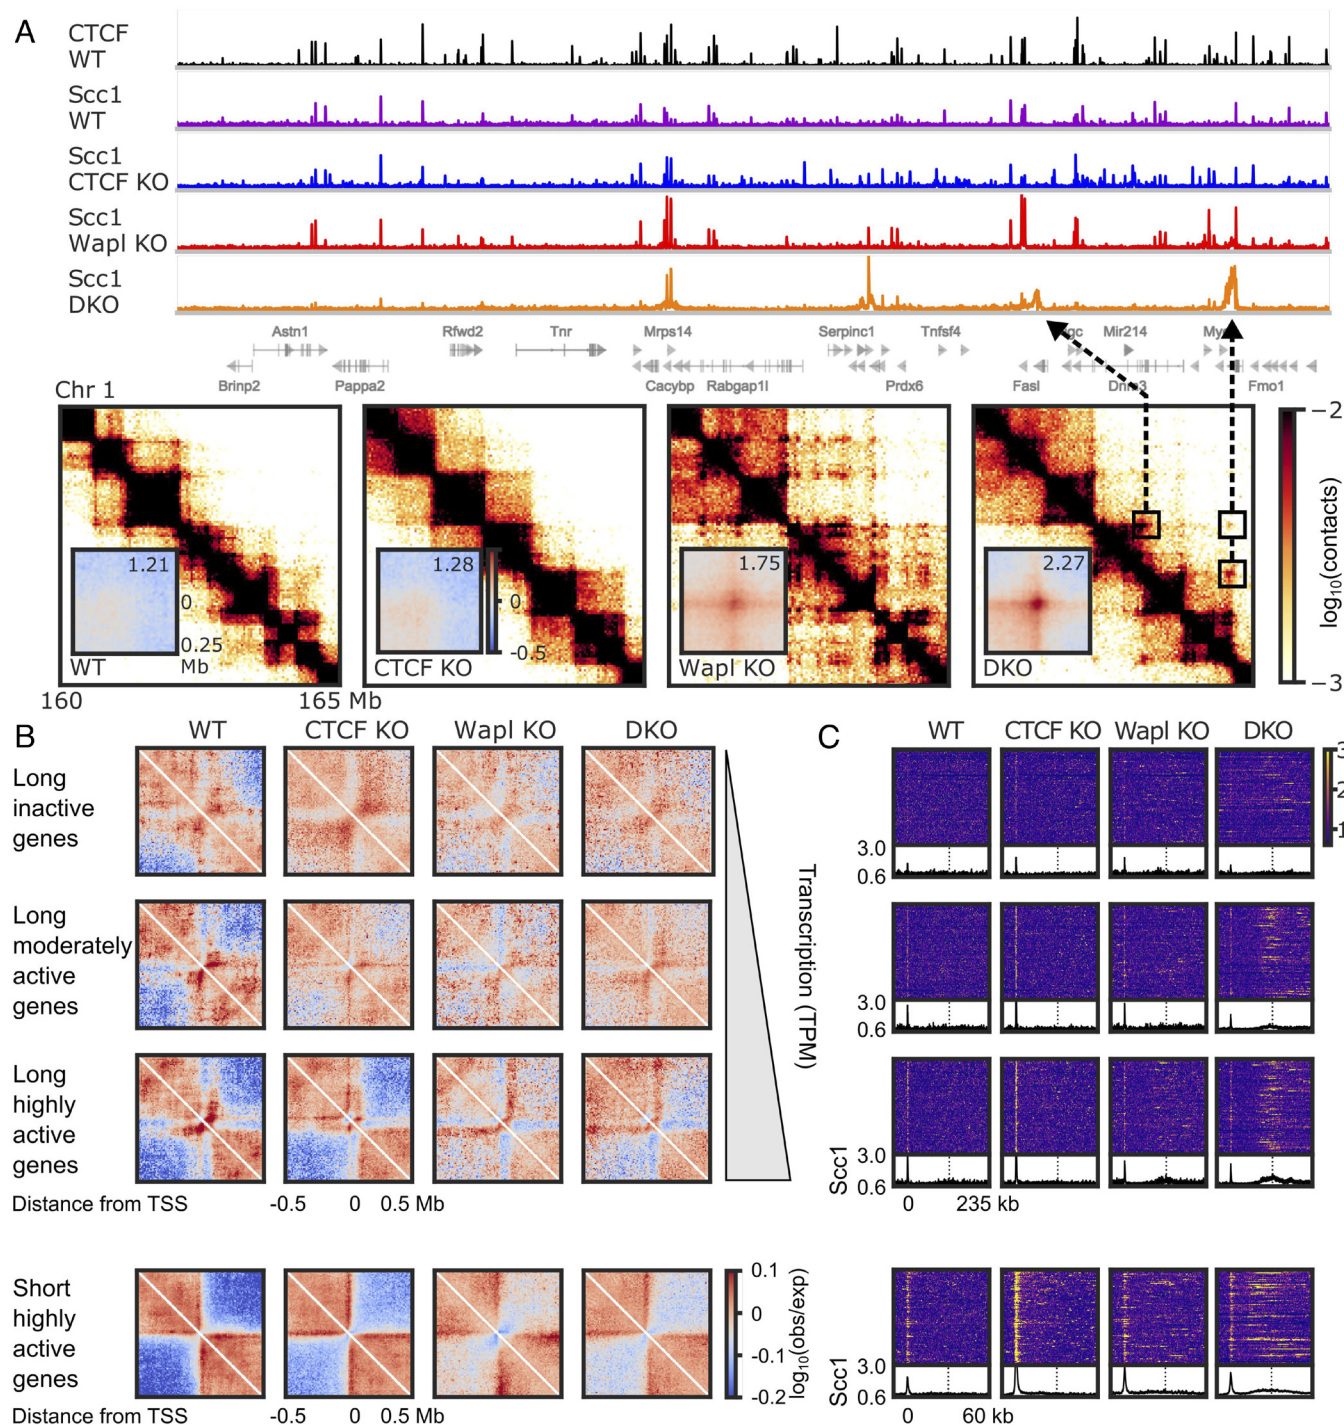 A
CTCF
WT
Scc1
WT
Scc1
CTCF KO
Scc1
Wapl KO
Scc1
DKO
Astn1 Rfwd2 Tnr Mrps14 Serpinc1 Tnfsf4 Mir214
Brinp2 Pappa2 Cacybp Rabgap1l Prdx6 Fasl Fmo1
Chr 1
1.21 1.28 1.75 2.27
0 0
0.25
Mb
-0.5
WT CTCF KO Wapl KO DKO
160 165 Mb
−2
log10(contacts)
−3
B
WT CTCF KO Wapl KO DKO
Long
inactive
genes
Long
moderately
active
genes
Long
highly
active
genes
Distance from TSS -0.5 0 0.5 Mb
Transcription (TPM)
Short
highly
active
genes
0.1
0
-0.1
-0.2
log10(obs/exp)
Distance from TSS -0.5 0 0.5 Mb
C
WT CTCF KO Wapl KO DKO
3
2
1
3.0
0.6
3.0
0.6
Scc1
3.0
0.6
0 235 kb
Scc1
3.0
0.6
0 60 kb